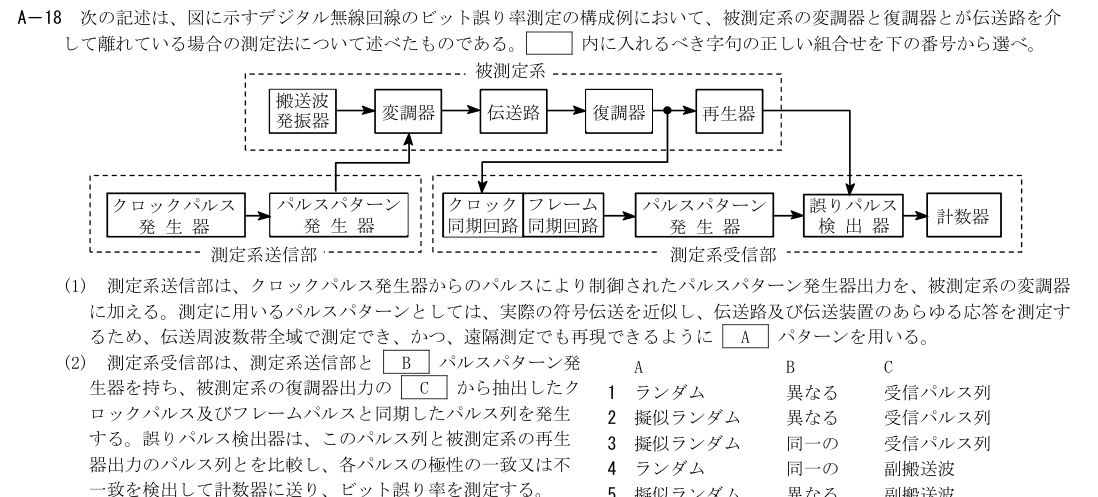 A－18　次の記述は、図に示すデジタル無線回線のビット誤り率測定の構成例において、被測定系の変調器と復調器とが伝送路を介
して離れている場合の測定法について述べたものである。　　　内に入れるべき字句の正しい組合せを下の番号から選べ。
被測定系
搬送波
発振器
変調器
伝送路
復調器
再生器
クロックパルス
発生器
パルスパターン
発生器
測定系送信部
クロック
同期回路
フレーム
同期回路
パルスパターン
発生器
誤りパルス
検出器
計数器
測定系受信部
(1)　測定系送信部は、クロックパルス発生器からのパルスにより制御されたパルスパターン発生器出力を、被測定系の変調器
に加える。測定に用いるパルスパターンとしては、実際の符号伝送を近似し、伝送路及び伝送装置のあらゆる応答を測定す
るため、伝送周波数帯全域で測定でき、かつ、遠隔測定でも再現できるように A パターンを用いる。
(2)　測定系受信部は、測定系送信部と B パルスパターン発
生器を持ち、被測定系の復調器出力の C から抽出したク
ロックパルス及びフレームパルスと同期したパルス列を発生
する。誤りパルス検出器は、このパルス列と被測定系の再生
器出力のパルス列とを比較し、各パルスの極性の一致又は不
一致を検出して計数器に送り、ビット誤り率を測定する。
A　B　C
1　ランダム　異なる　受信パルス列
2　擬似ランダム　異なる　受信パルス列
3　擬似ランダム　同一の　受信パルス列
4　ランダム　同一の　副搬送波
5　擬似ランダム　異なる　副搬送波